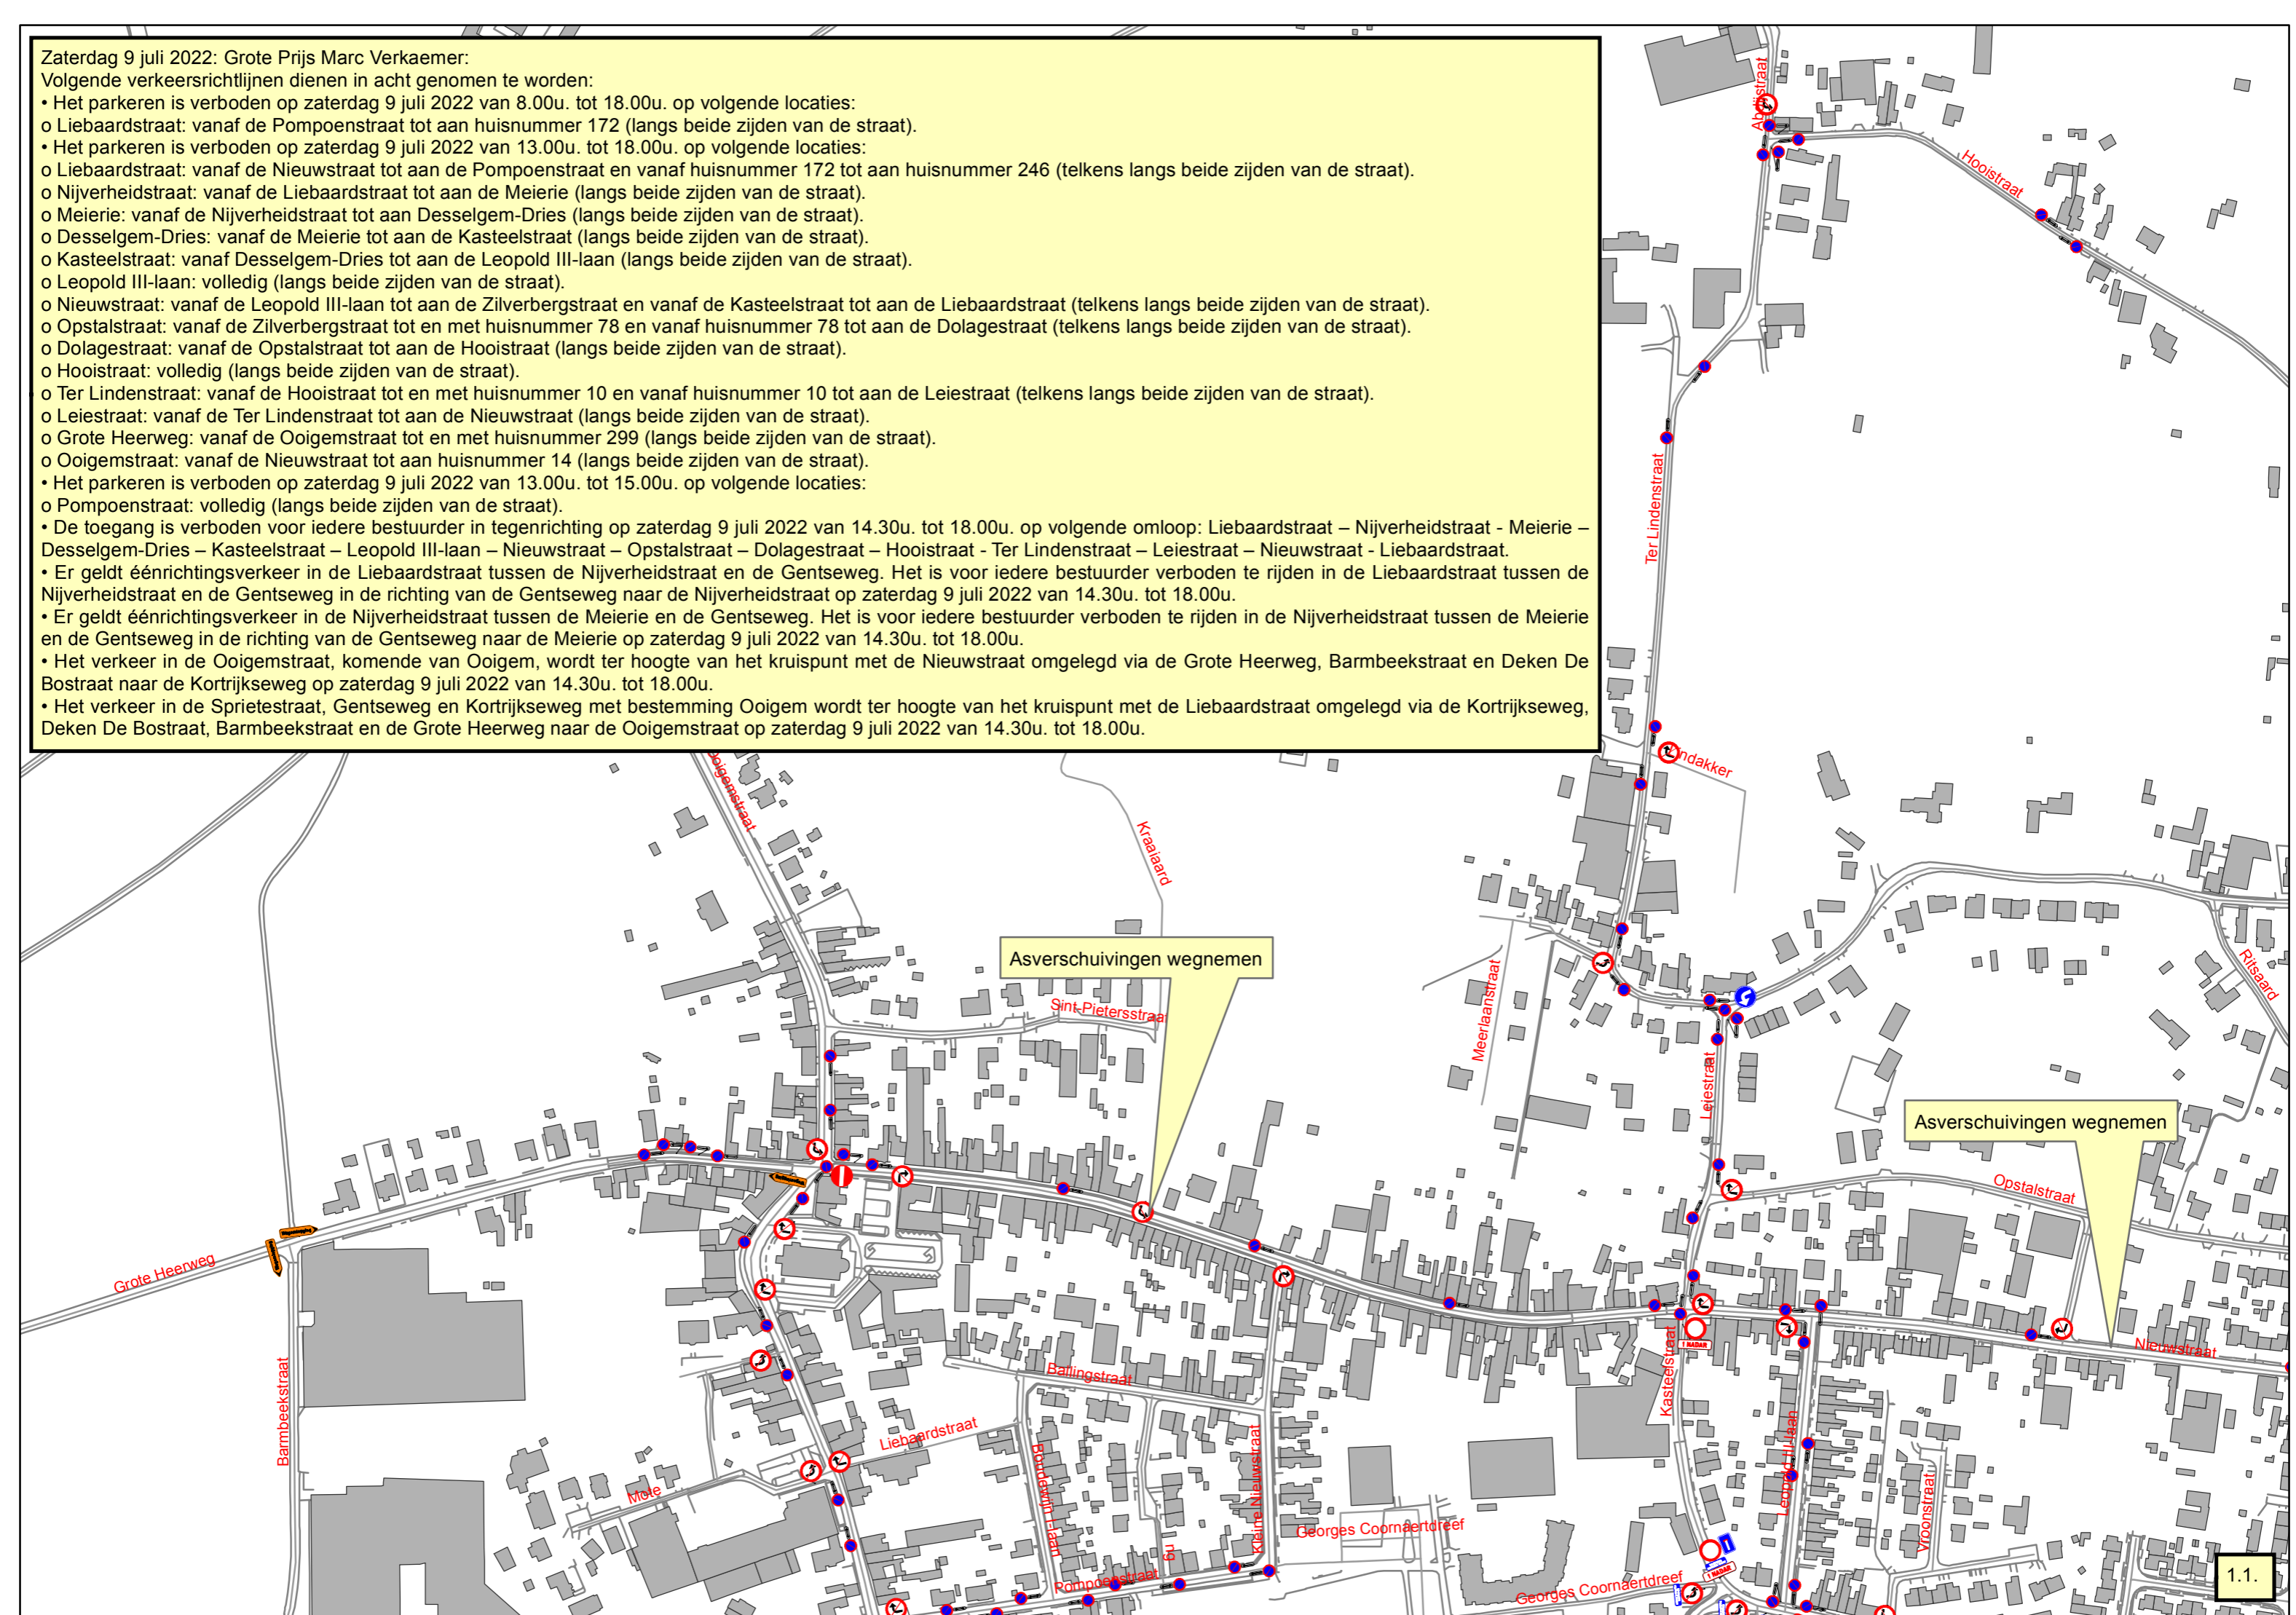 Zaterdag 9 juli 2022: Grote Prijs Marc Verkaemer:
Volgende verkeersrichtlijnen dienen in acht genomen te worden:
• Het parkeren is verboden op zaterdag 9 juli 2022 van 8.00u. tot 18.00u. op volgende locaties:
o Liebaardstraat: vanaf de Pompoenstraat tot aan huisnummer 172 (langs beide zijden van de straat).
• Het parkeren is verboden op zaterdag 9 juli 2022 van 13.00u. tot 18.00u. op volgende locaties:
o Liebaardstraat: vanaf de Nieuwstraat tot aan de Pompoenstraat en vanaf huisnummer 172 tot aan huisnummer 246 (telkens langs beide zijden van de straat).
o Nijverheidstraat: vanaf de Liebaardstraat tot aan de Meierie (langs beide zijden van de straat).
o Meierie: vanaf de Nijverheidstraat tot aan Desselgem-Dries (langs beide zijden van de straat).
o Desselgem-Dries: vanaf de Meierie tot aan de Kasteelstraat (langs beide zijden van de straat).
o Kasteelstraat: vanaf Desselgem-Dries tot aan de Leopold III-laan (langs beide zijden van de straat).
o Leopold III-laan: volledig (langs beide zijden van de straat).
o Nieuwstraat: vanaf de Leopold III-laan tot aan de Zilverbergstraat en vanaf de Kasteelstraat tot aan de Liebaardstraat (telkens langs beide zijden van de straat).
o Opstalstraat: vanaf de Zilverbergstraat tot en met huisnummer 78 en vanaf huisnummer 78 tot aan de Dolagestraat (telkens langs beide zijden van de straat).
o Dolagestraat: vanaf de Opstalstraat tot aan de Hooistraat (langs beide zijden van de straat).
o Hooistraat: volledig (langs beide zijden van de straat).
o Ter Lindenstraat: vanaf de Hooistraat tot en met huisnummer 10 en vanaf huisnummer 10 tot aan de Leiestraat (telkens langs beide zijden van de straat).
o Leiestraat: vanaf de Ter Lindenstraat tot aan de Nieuwstraat (langs beide zijden van de straat).
o Grote Heerweg: vanaf de Ooigemstraat tot en met huisnummer 299 (langs beide zijden van de straat).
o Ooigemstraat: vanaf de Nieuwstraat tot aan huisnummer 14 (langs beide zijden van de straat).
• Het parkeren is verboden op zaterdag 9 juli 2022 van 13.00u. tot 15.00u. op volgende locaties:
o Pompoenstraat: volledig (langs beide zijden van de straat).
• De toegang is verboden voor iedere bestuurder in tegenrichting op zaterdag 9 juli 2022 van 14.30u. tot 18.00u. op volgende omloop: Liebaardstraat – Nijverheidstraat - Meierie –
Desselgem-Dries – Kasteelstraat – Leopold III-laan – Nieuwstraat – Opstalstraat – Dolagestraat – Hooistraat - Ter Lindenstraat – Leiestraat – Nieuwstraat - Liebaardstraat.
• Er geldt éénrichtingsverkeer in de Liebaardstraat tussen de Nijverheidstraat en de Gentseweg. Het is voor iedere bestuurder verboden te rijden in de Liebaardstraat tussen de
Nijverheidstraat en de Gentseweg in de richting van de Gentseweg naar de Nijverheidstraat op zaterdag 9 juli 2022 van 14.30u. tot 18.00u.
• Er geldt éénrichtingsverkeer in de Nijverheidstraat tussen de Meierie en de Gentseweg. Het is voor iedere bestuurder verboden te rijden in de Nijverheidstraat tussen de Meierie
en de Gentseweg in de richting van de Gentseweg naar de Meierie op zaterdag 9 juli 2022 van 14.30u. tot 18.00u.
• Het verkeer in de Ooigemstraat, komende van Ooigem, wordt ter hoogte van het kruispunt met de Nieuwstraat omgelegd via de Grote Heerweg, Barmbeekstraat en Deken De
Bostraat naar de Kortrijkseweg op zaterdag 9 juli 2022 van 14.30u. tot 18.00u.
• Het verkeer in de Sprietestraat, Gentseweg en Kortrijkseweg met bestemming Ooigem wordt ter hoogte van het kruispunt met de Liebaardstraat omgelegd via de Kortrijkseweg,
Deken De Bostraat, Barmbeekstraat en de Grote Heerweg naar de Ooigemstraat op zaterdag 9 juli 2022 van 14.30u. tot 18.00u.
Hooistraat
Ter Lindenstraat
Ooigemstraat
Kraaiaard
Asverschuivingen wegnemen
Sint-Pietersstraat
Meerlaanstraat
Ritsaard
Leiestraat
Asverschuivingen wegnemen
Opstalstraat
Grote Heerweg
Nieuwstraat
1 NADAR
Kasteelstraat
Barmbeekstraat
Ballingstraat
Liebaardstraat
Boudewijn I-laan
Kleine Nieuwstraat
Leopold III-laan
Vroonstraat
Mote
Georges Coornaertdreef
Pompoenstraat
Georges Coornaertdreef
1 NADAR
1.1.